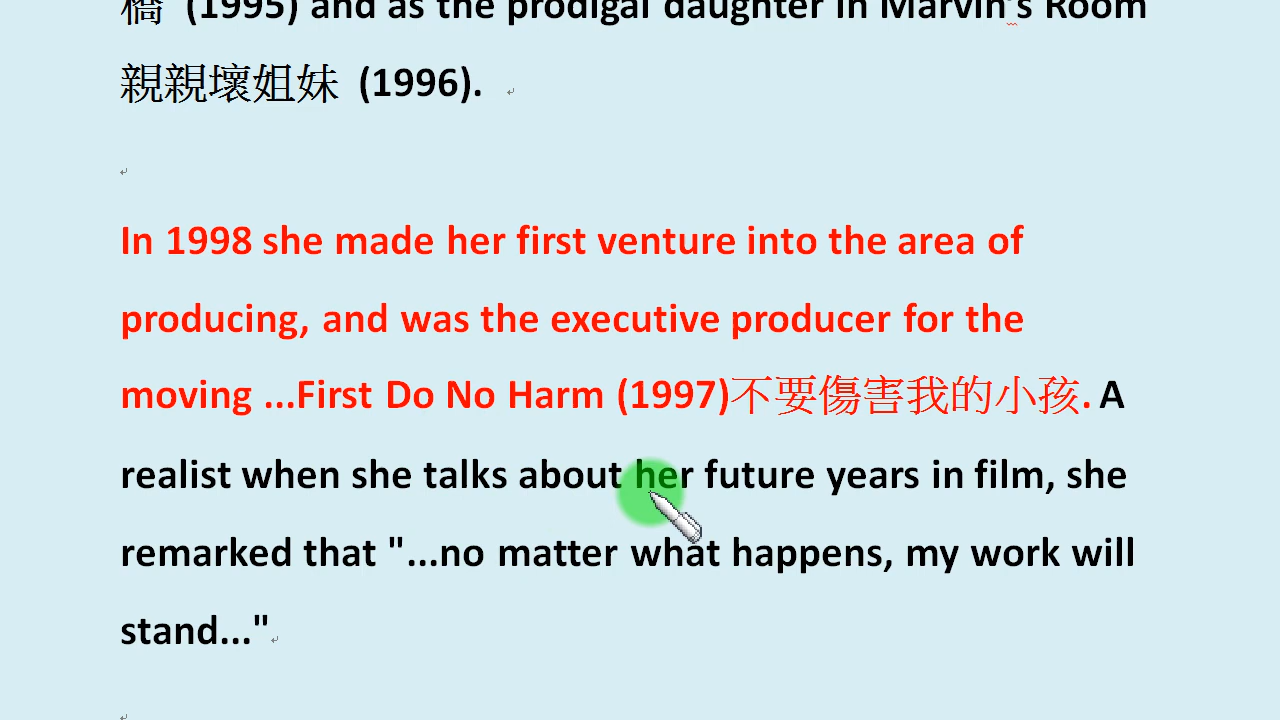 橋 (1995) and as the prodigal daughter in Marvin's Room
親親壞姐妹 (1996).
In 1998 she made her first venture into the area of
producing, and was the executive producer for the
moving ...First Do No Harm (1997)不要傷害我的小孩. A
realist when she talks about her future years in film, she
remarked that "...no matter what happens, my work will
stand..."